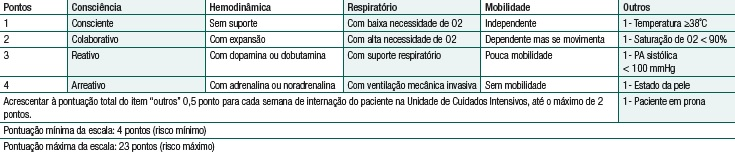 Pontos Consciência Hemodinâmica Respiratório Mobilidade Outros
1 Consciente Sem suporte Com baixa necessidade de O2 Independente 1- Temperatura ≥38°C
2 Colaborativo Com expansão Com alta necessidade de O2 Dependente mas se movimenta 1- Saturação de O2 < 90%
3 Reativo Com dopamina ou dobutamina Com suporte respiratório Pouca mobilidade 1- PA sistólica
< 100 mmHg
4 Arreativo Com adrenalina ou noradrenalina Com ventilação mecânica invasiva Sem mobilidade 1- Estado da pele
Acrescentar à pontuação total do item “outros” 0,5 ponto para cada semana de internação do paciente na Unidade de Cuidados Intensivos, até o máximo de 2 1- Paciente em prona
pontos.
Pontuação mínima da escala: 4 pontos (risco mínimo)
Pontuação máxima da escala: 23 pontos (risco máximo)